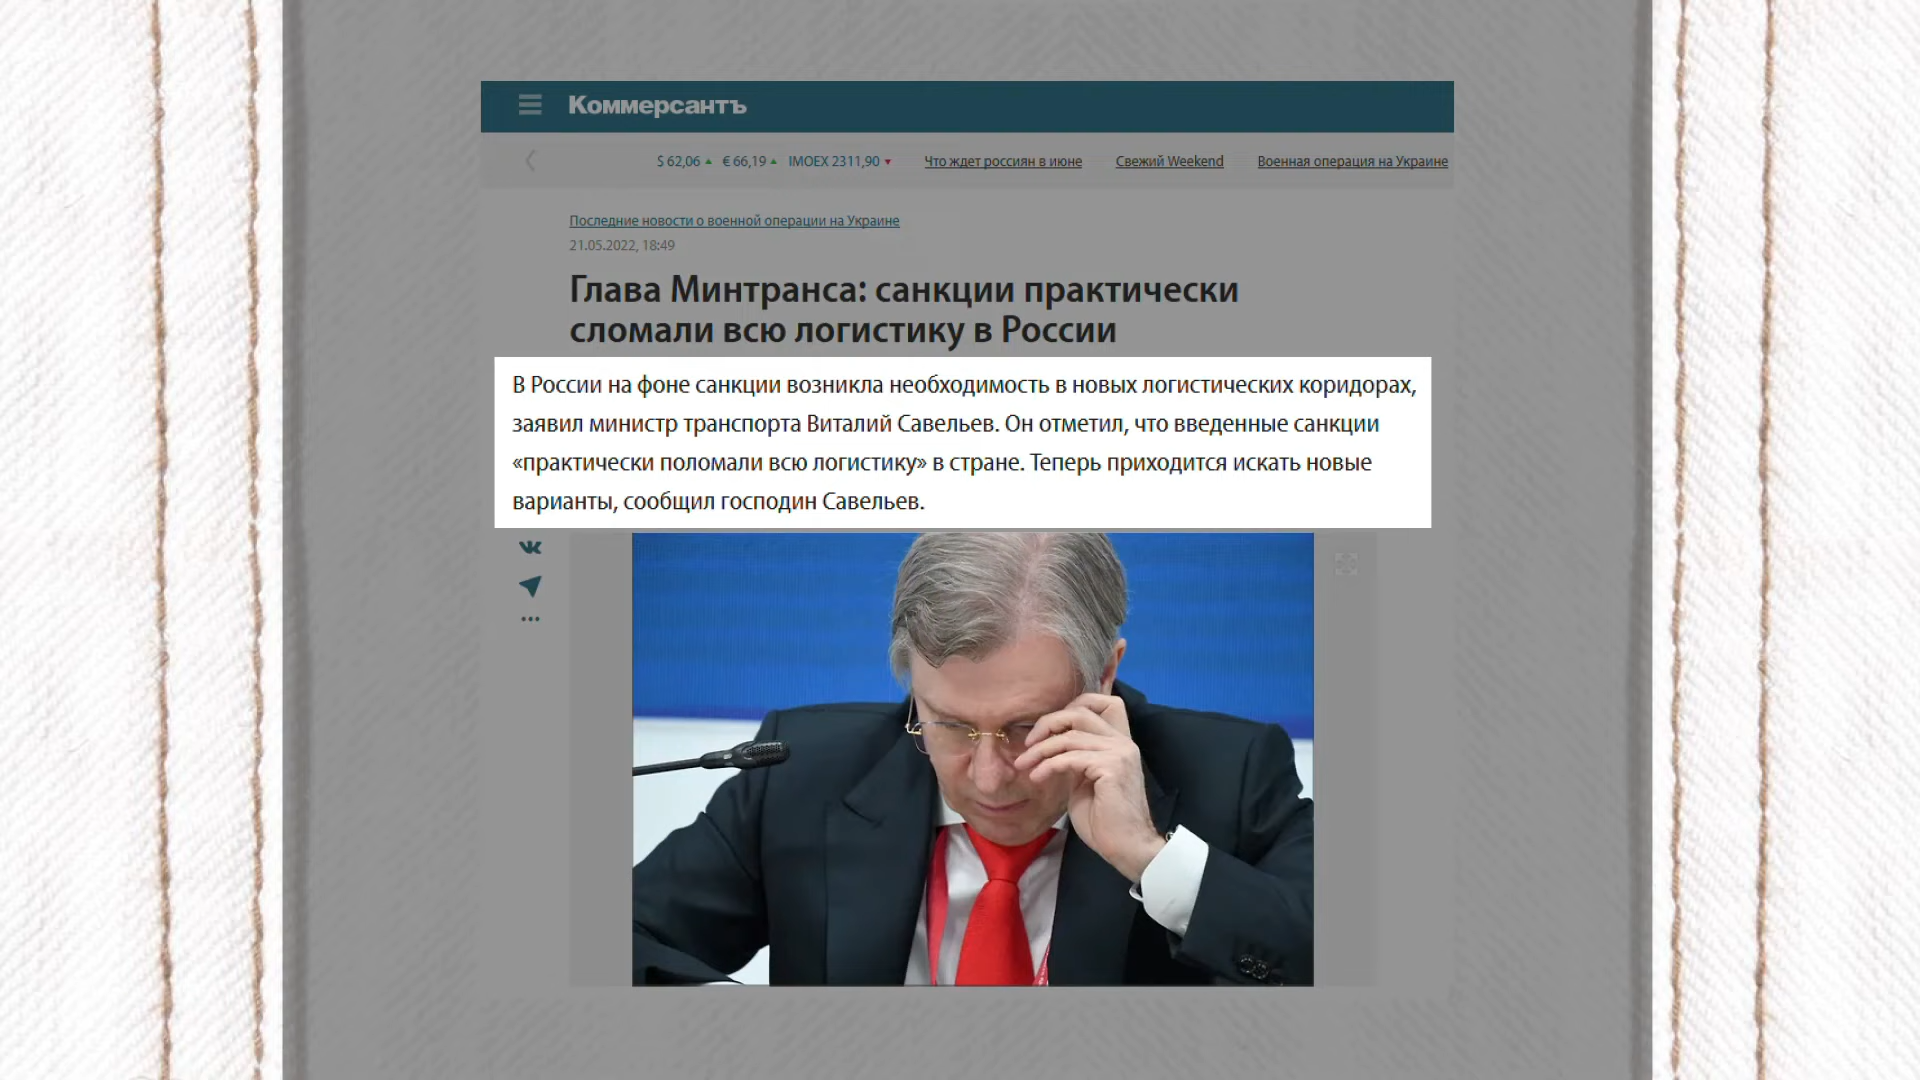 Коммерсантъ
$ 62,06 ▲ € 66,19 ▲ IMOEX 2311,90 ▼ Что ждет россиян в июне Свежий Weekend Военная операция на Украине
Последние новости о военной операции на Украине
21.05.2022, 18:49
Глава Минтранса: санкции практически
сломали всю логистику в России
В России на фоне санкции возникла необходимость в новых логистических коридорах,
заявил министр транспорта Виталий Савельев. Он отметил, что введенные санкции
«практически поломали всю логистику» в стране. Теперь приходится искать новые
варианты, сообщил господин Савельев.